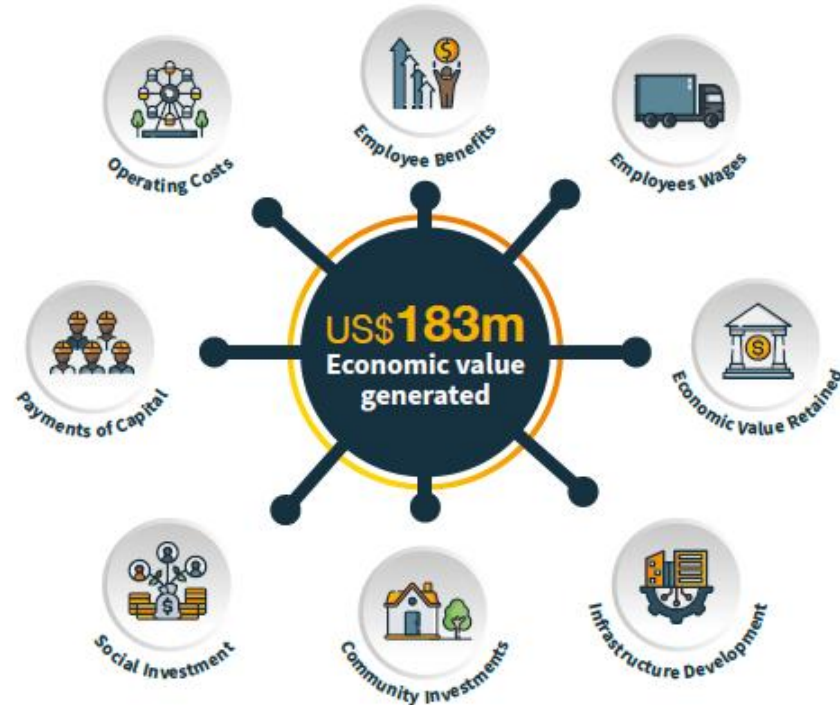 Operating Costs
Employee Benefits
Employees Wages
US$183m
Economic value
generated
Payments of Capital
Economic Value Retained
Social Investment
Community Investments
Infrastructure Development